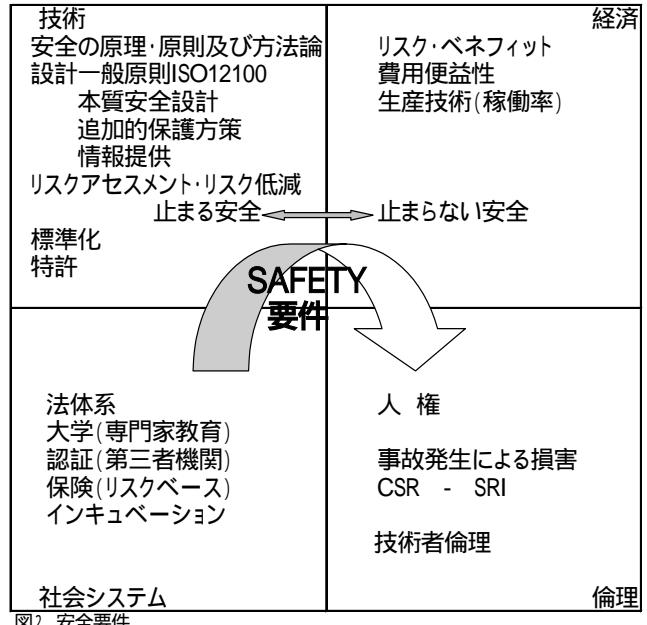 技術
安全の原理･原則及び方法論
設計一般原則ISO12100
本質安全設計
追加的保護方策
情報提供
リスクアセスメント･リスク低減
止まる安全
標準化
特許
経済
リスク･ベネフィット
費用便益性
生産技術(稼働率)
止まらない安全
SAFETY
要件
法体系
大学(専門家教育)
認証(第三者機関)
保険(リスクベース)
インキュベーション
社会システム
人 権
事故発生による損害
CSR - SRI
技術者倫理
倫理
図2 安全要件